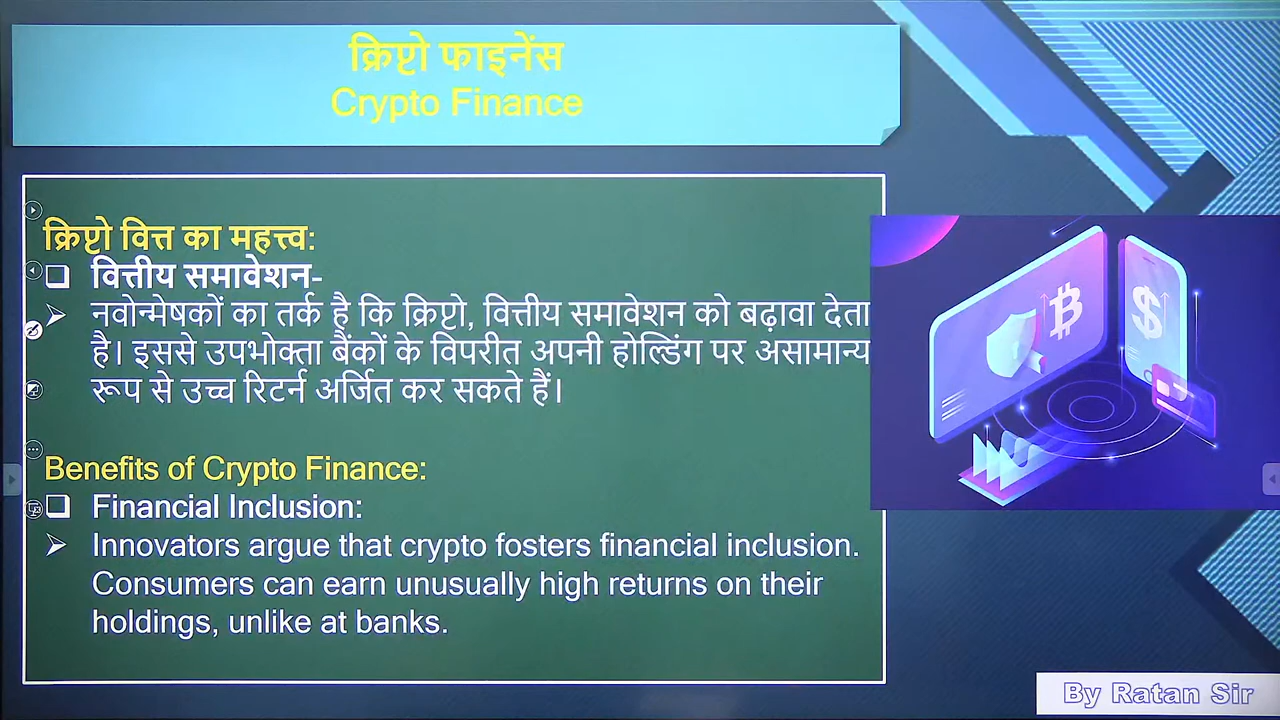 क्रिप्टो फाइनेंस
Crypto Finance
क्रिप्टो वित्त का महत्त्व:
❑ वित्तीय समावेशन-
➢ नवोन्मेषकों का तर्क है कि क्रिप्टो, वित्तीय समावेशन को बढ़ावा देता
है। इससे उपभोक्ता बैंकों के विपरीत अपनी होल्डिंग पर असामान्य
रूप से उच्च रिटर्न अर्जित कर सकते हैं।
Benefits of Crypto Finance:
❑ Financial Inclusion:
➢ Innovators argue that crypto fosters financial inclusion.
Consumers can earn unusually high returns on their
holdings, unlike at banks.
By Ratan Sir